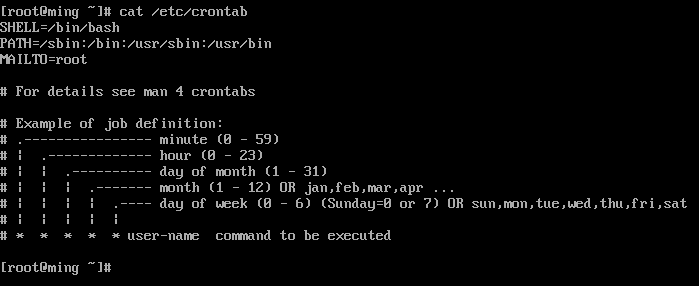 [root@ming ~]# cat /etc/crontab
SHELL=/bin/bash
PATH=/sbin:/bin:/usr/sbin:/usr/bin
MAILTO=root

# For details see man 4 crontabs

# Example of job definition:
# .---------------- minute (0 - 59)
# |  .------------- hour (0 - 23)
# |  |  .---------- day of month (1 - 31)
# |  |  |  .------- month (1 - 12) OR jan,feb,mar,apr ...
# |  |  |  |  .---- day of week (0 - 6) (Sunday=0 or 7) OR sun,mon,tue,wed,thu,fri,sat
# |  |  |  |  |
# *  *  *  *  * user-name  command to be executed

[root@ming ~]#